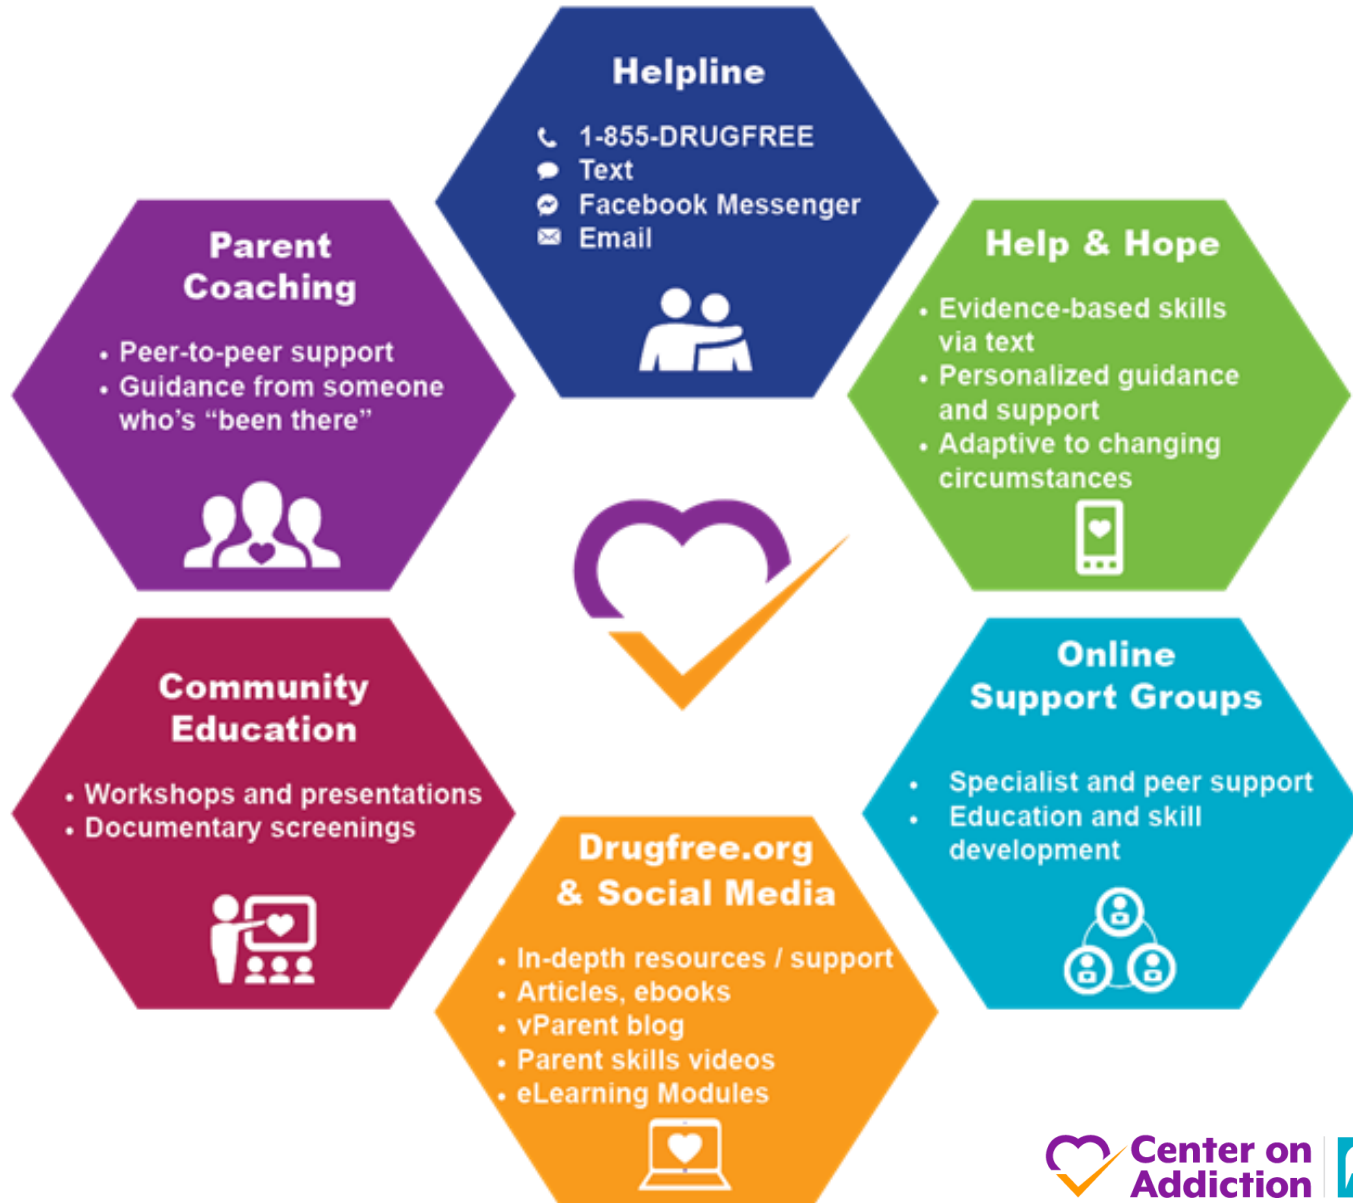 Helpline
1-855-DRUGFREE
Text
Facebook Messenger
Email
Parent
Coaching
• Peer-to-peer support
• Guidance from someone
who's “been there”
Help & Hope
• Evidence-based skills
via text
• Personalized guidance
and support
• Adaptive to changing
circumstances
Community
Education
• Workshops and presentations
• Documentary screenings
Online
Support Groups
• Specialist and peer support
• Education and skill
development
Drugfree.org
& Social Media
• In-depth resources / support
• Articles, ebooks
• vParent blog
• Parent skills videos
• eLearning Modules
Center on
Addiction